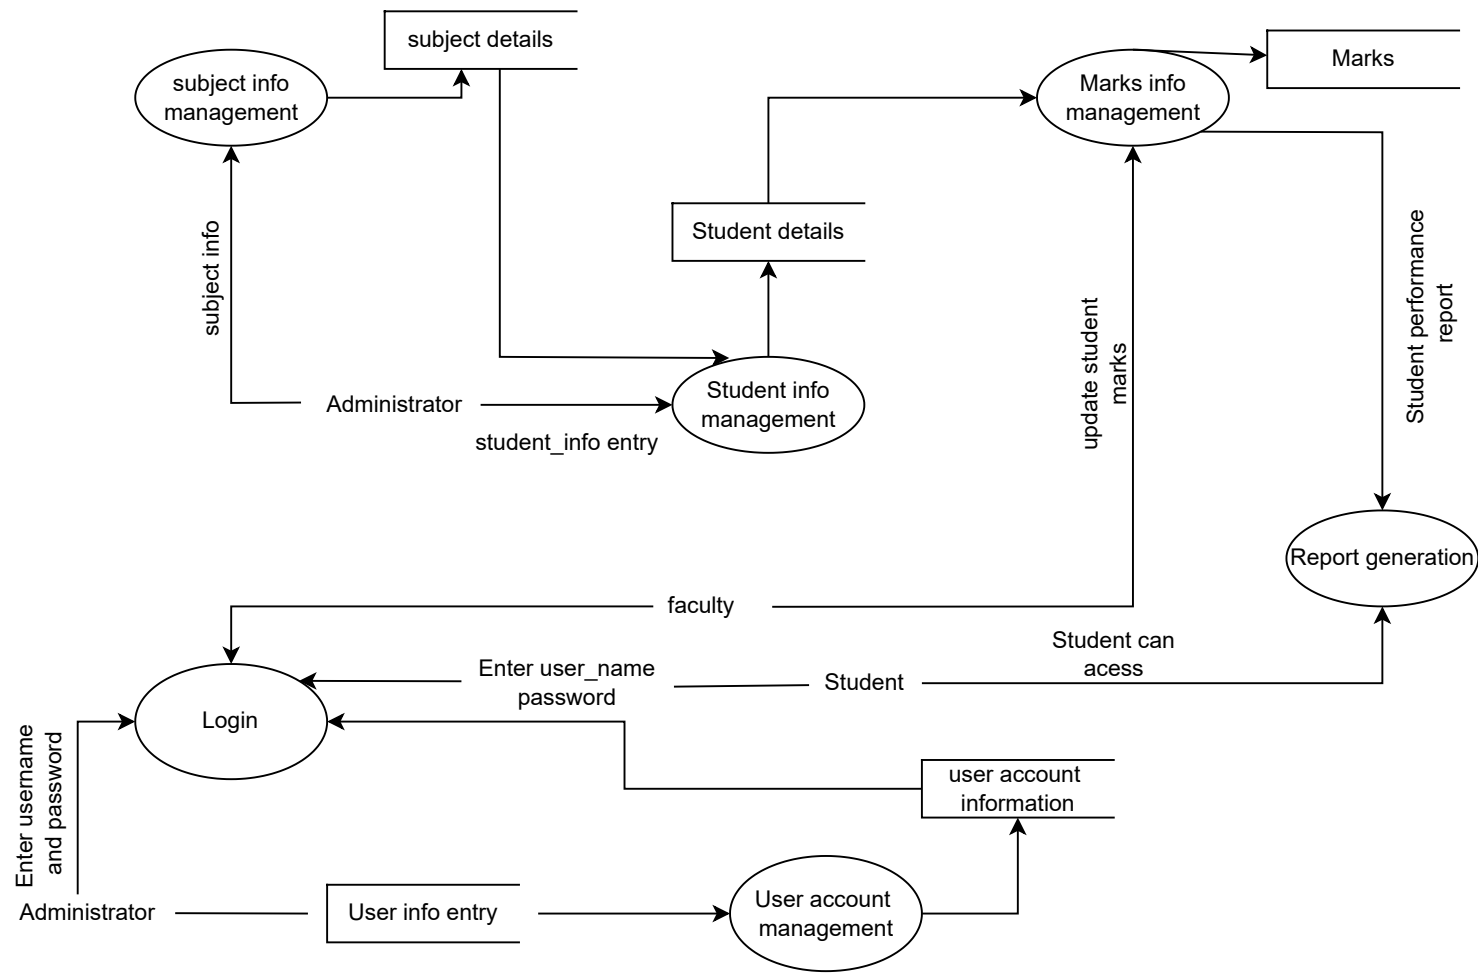 subject details
subject info
management
Marks info
management
Marks
Student details
subject info
Student performance
report
update student
marks
Administrator
Student info
management
student_info entry
Report generation
faculty
Student can
acess
Enter user_name
password
Student
Login
Enter username
and password
user account
information
Administrator
User info entry
User account
management